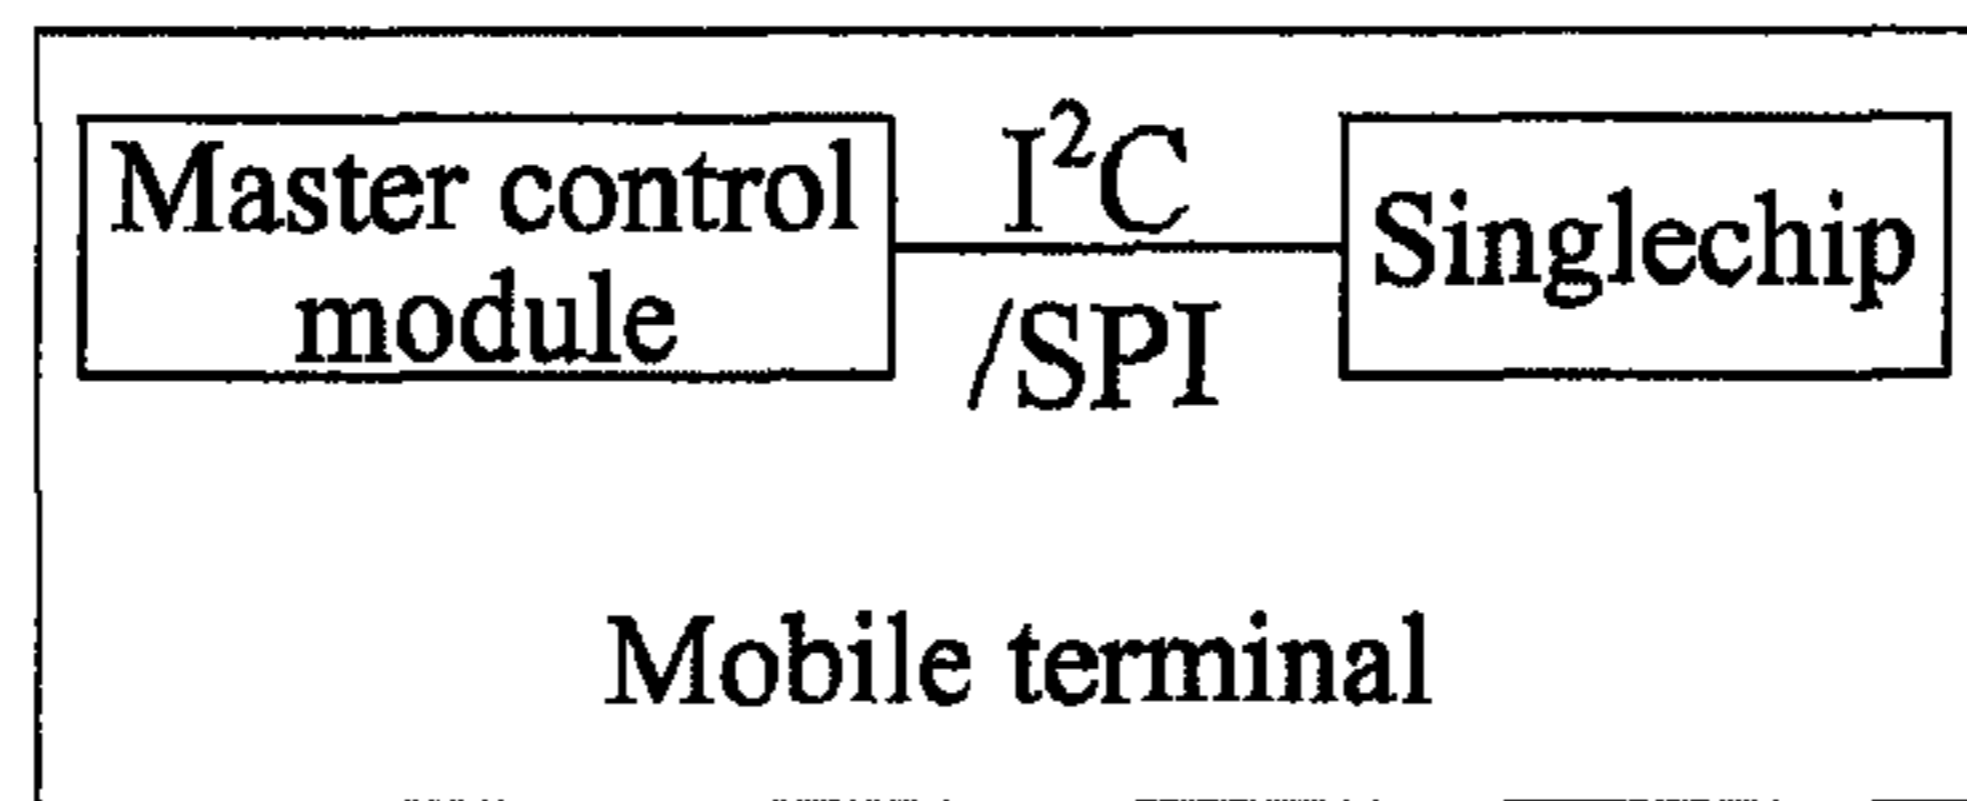 Master control
module
I²C
/SPI
Singlechip
Mobile terminal